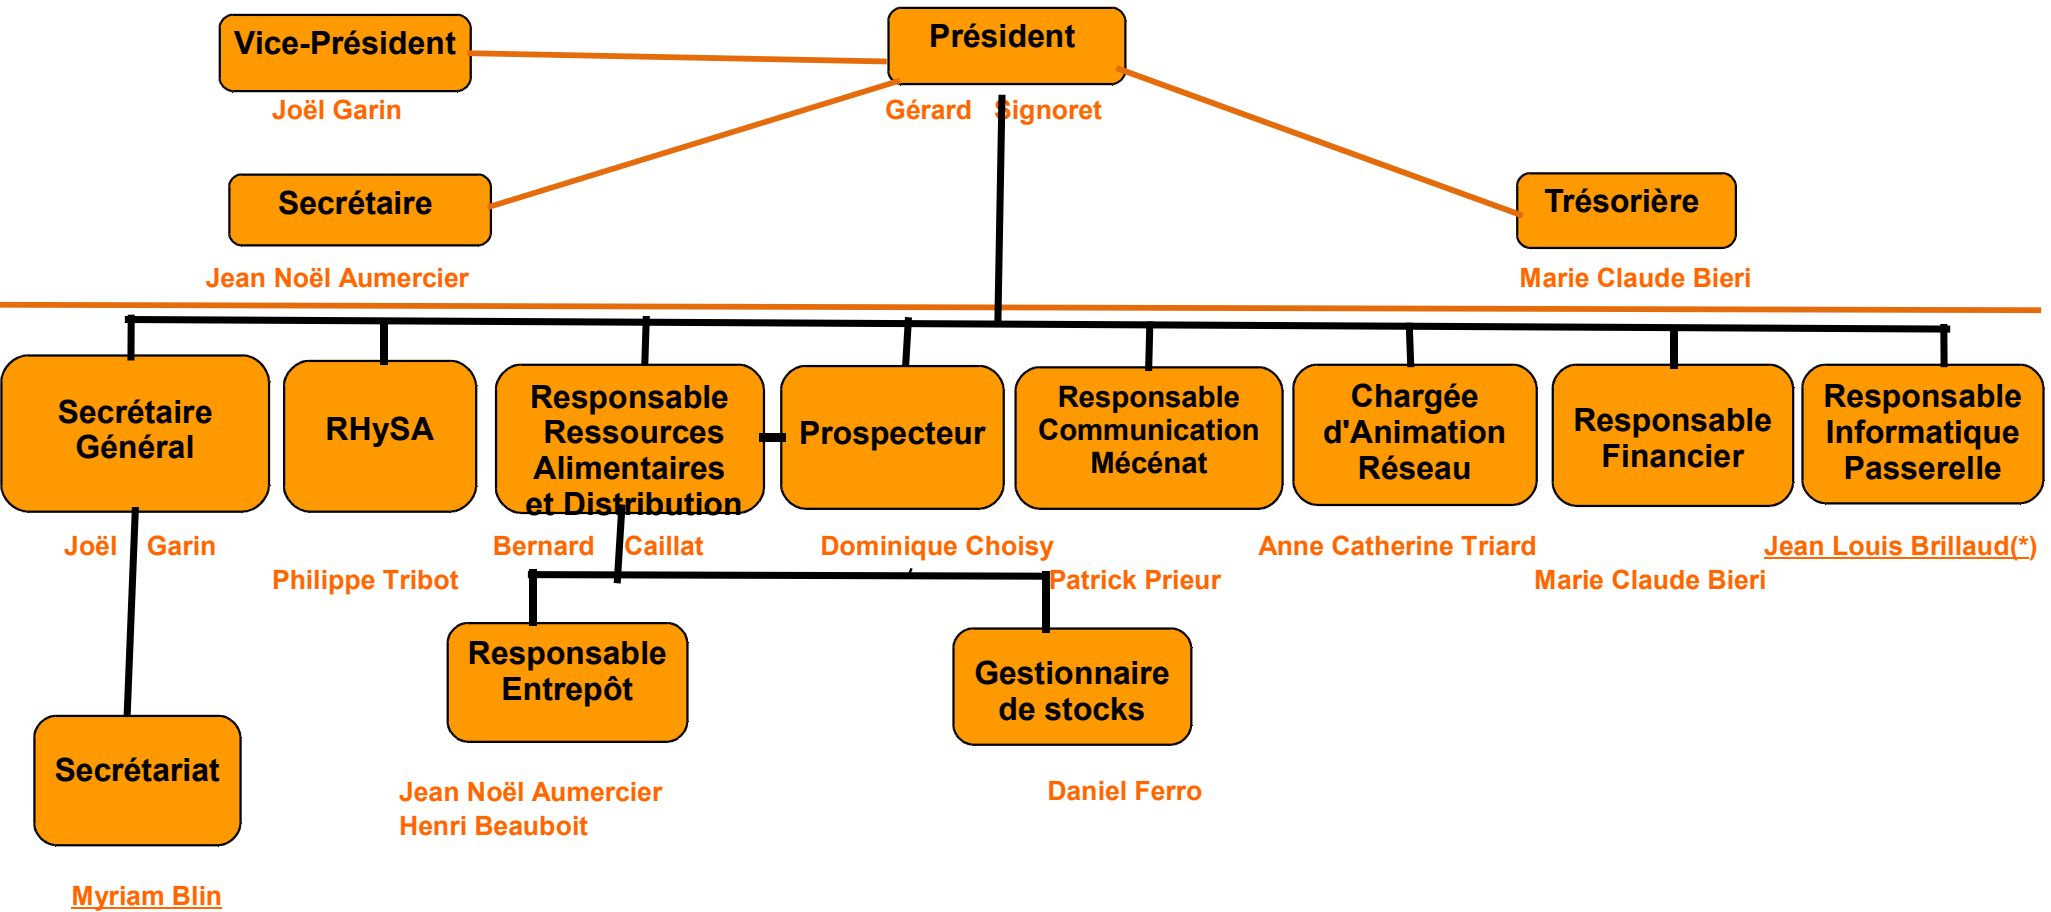 Vice-Président
Président
Joël Garin
Gérard Signoret
Secrétaire
Trésorière
Jean Noël Aumercier
Marie Claude Bieri
Secrétaire
Général
RHySA
Responsable
Ressources
Alimentaires
et Distribution
Prospecteur
Responsable
Communication
Mécénat
Chargée
d'Animation
Réseau
Responsable
Financier
Responsable
Informatique
Passerelle
Joël Garin
Philippe Tribot
Bernard Caillat
Dominique Choisy
Patrick Prieur
Anne Catherine Triard
Marie Claude Bieri
Jean Louis Brillaud(*)
Responsable
Entrepôt
Gestionnaire
de stocks
Secrétariat
Jean Noël Aumercier
Henri Beauboit
Daniel Ferro
Myriam Blin